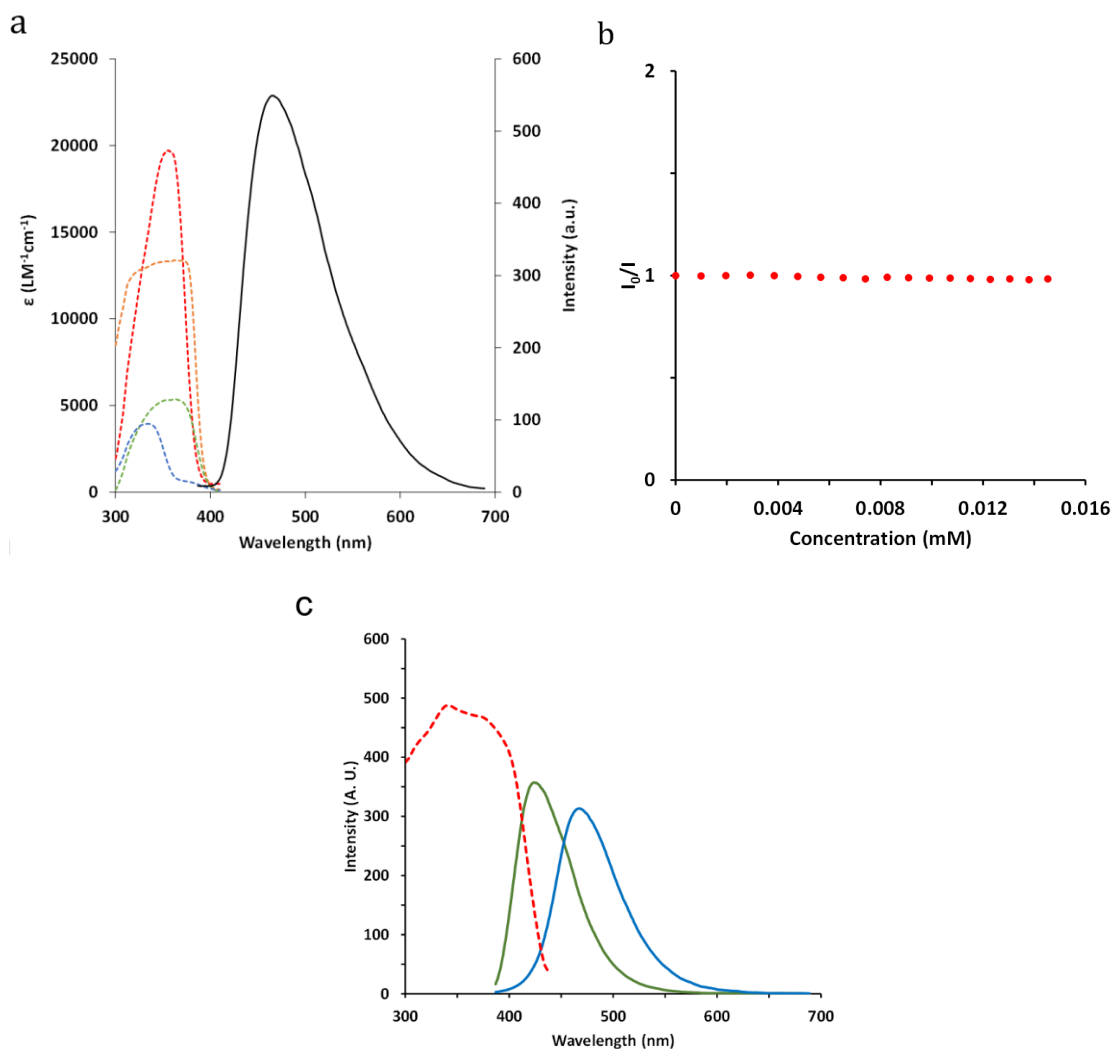 a
25000
20000
15000
10000
5000
0
ε (LM⁻¹cm⁻¹)
600
500
400
300
200
100
0
Intensity (a.u.)
300 400 500 600 700
Wavelength (nm)
b
2
1
0
I₀/I
0 0.004 0.008 0.012 0.016
Concentration (mM)
c
600
500
400
300
200
100
0
Intensity (A. U.)
300 400 500 600 700
Wavelength (nm)